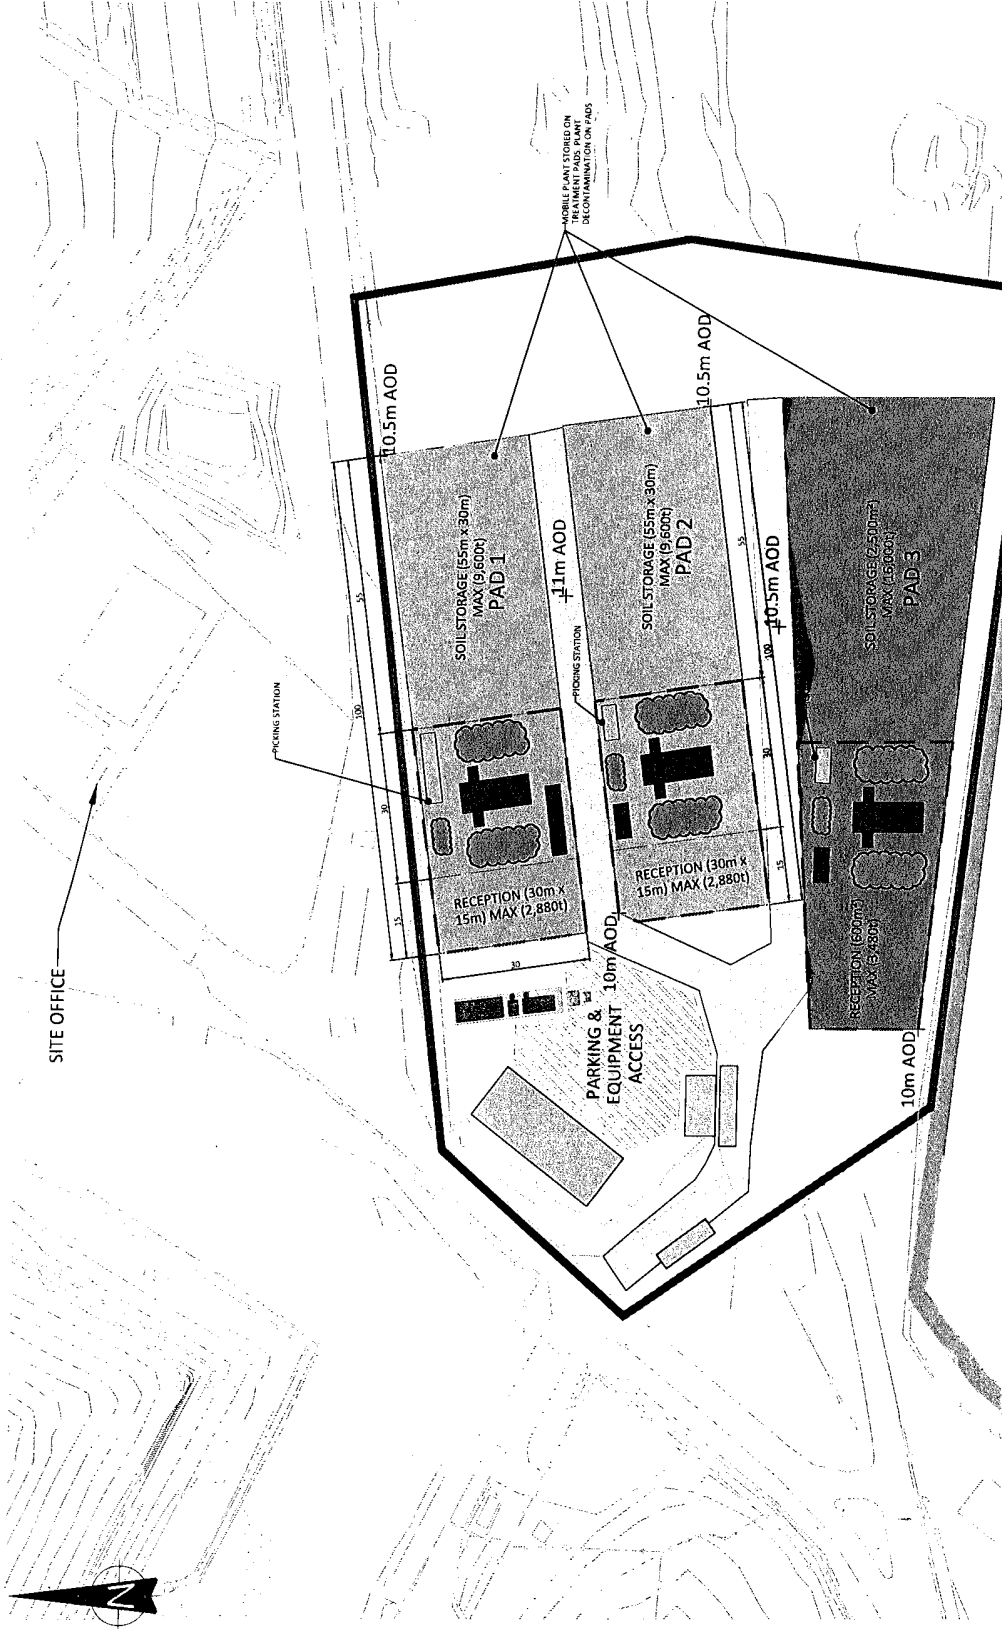 SITE OFFICE
PICKING STATION
MOBILE PLANT STORED ON
TREATMENT PADS. PLANT
DECONTAMINATION ON PADS
10.5m AOD
15
30
55
100
30
SOIL STORAGE (55m x 30m)
MAX (9,600t)
PAD 1
RECEPTION (30m x
15m) MAX (2,880t)
11m AOD
PICKING STATION
10.5m AOD
SOIL STORAGE (55m x 30m)
MAX (9,600t)
PAD 2
RECEPTION (30m x
15m) MAX (2,880t)
15
30
55
100
10m AOD
PARKING &
EQUIPMENT
ACCESS
10.5m AOD
SOIL STORAGE (2,500m²)
MAX (16,000t)
PAD 3
RECEPTION (600m²)
MAX (3,480t)
10m AOD
N